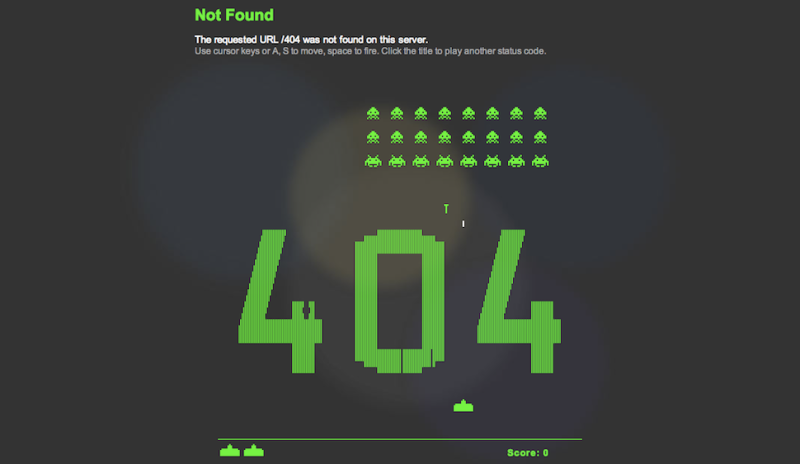 Not Found
The requested URL /404 was not found on this server.
Use cursor keys or A, S to move, space to fire. Click the title to play another status code.
404
Score: 0